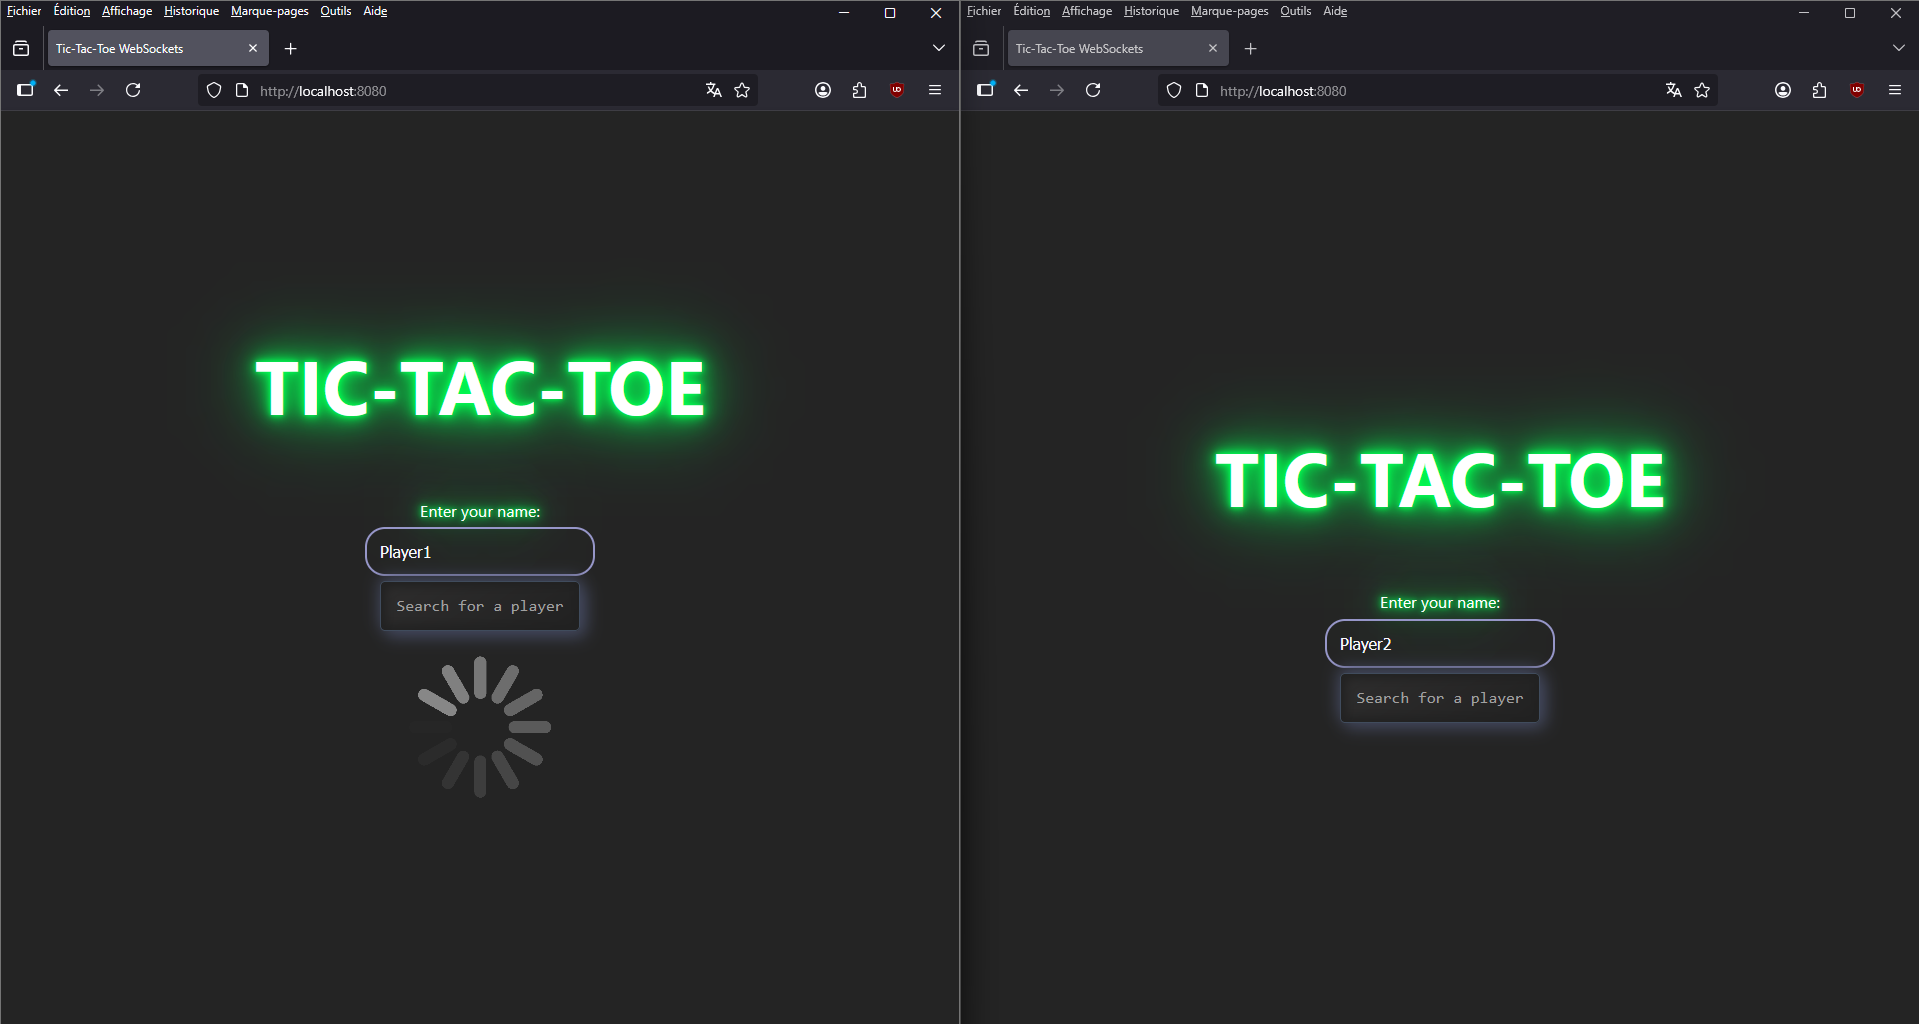 Fichier Édition Affichage Historique Marque-pages Outils Aide
Tic-Tac-Toe WebSockets
http://localhost:8080
TIC-TAC-TOE
Enter your name:
Player1
Search for a player
Fichier Édition Affichage Historique Marque-pages Outils Aide
Tic-Tac-Toe WebSockets
http://localhost:8080
TIC-TAC-TOE
Enter your name:
Player2
Search for a player